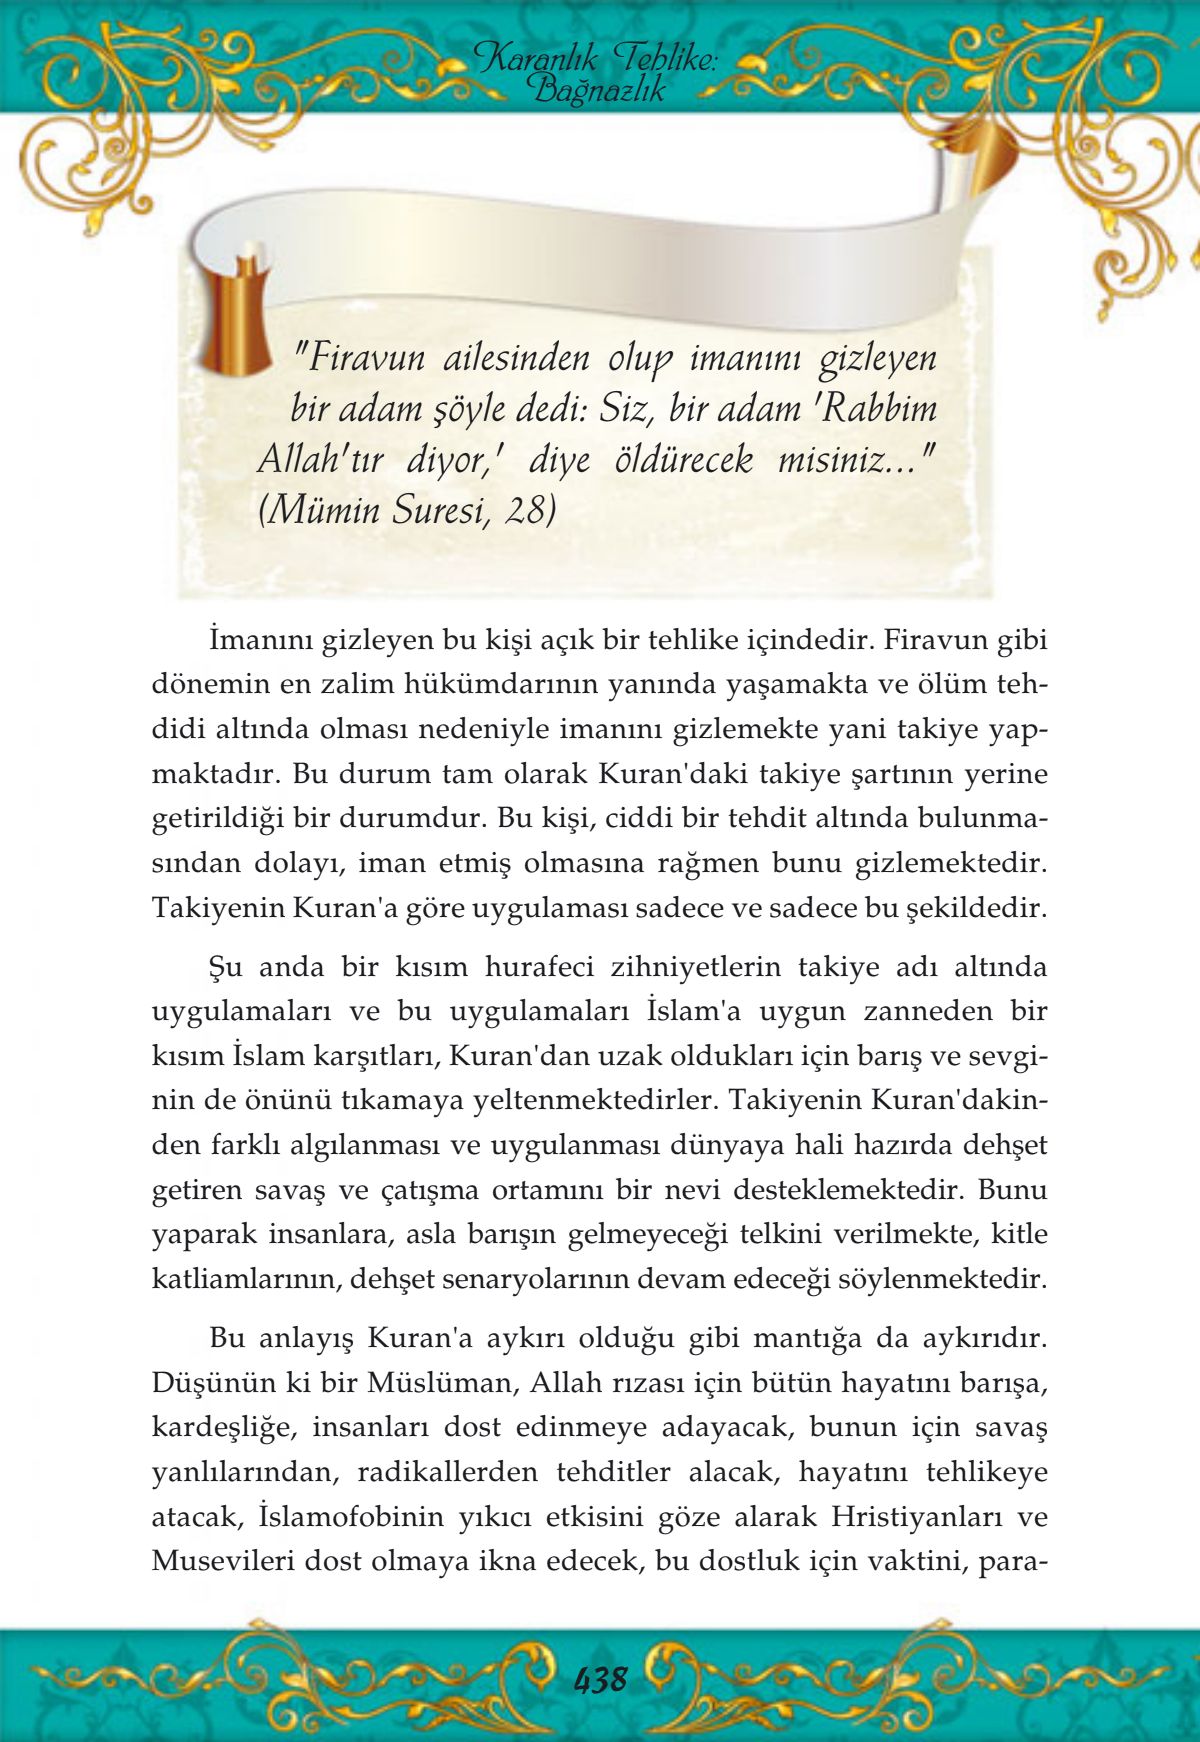 Karanlık Tehlike:
Bağnazlık
"Firavun ailesinden olup imanını gizleyen
bir adam şöyle dedi: Siz, bir adam 'Rabbim
Allah'tır diyor,' diye öldürecek misiniz..."
(Mümin Suresi, 28)
İmanını gizleyen bu kişi açık bir tehlike içindedir. Firavun gibi
dönemin en zalim hükümdarının yanında yaşamakta ve ölüm teh-
didi altında olması nedeniyle imanını gizlemekte yani takiye yap-
maktadır. Bu durum tam olarak Kuran'daki takiye şartının yerine
getirildiği bir durumdur. Bu kişi, ciddi bir tehdit altında bulunma-
sından dolayı, iman etmiş olmasına rağmen bunu gizlemektedir.
Takiyenin Kuran'a göre uygulaması sadece ve sadece bu şekildedir.
Şu anda bir kısım hurafeci zihniyetlerin takiye adı altında
uygulamaları ve bu uygulamaları İslam'a uygun zanneden bir
kısım İslam karşıtları, Kuran'dan uzak oldukları için barış ve sevgi-
nin de önünü tıkamaya yeltenmektedirler. Takiyenin Kuran'dakin-
den farklı algılanması ve uygulanması dünyaya hali hazırda dehşet
getiren savaş ve çatışma ortamını bir nevi desteklemektedir. Bunu
yaparak insanlara, asla barışın gelmeyeceği telkini verilmekte, kitle
katliamlarının, dehşet senaryolarının devam edeceği söylenmektedir.
Bu anlayış Kuran'a aykırı olduğu gibi mantığa da aykırıdır.
Düşünün ki bir Müslüman, Allah rızası için bütün hayatını barışa,
kardeşliğe, insanları dost edinmeye adayacak, bunun için savaş
yanlılarından, radikallerden tehditler alacak, hayatını tehlikeye
atacak, İslamofobinin yıkıcı etkisini göze alarak Hristiyanları ve
Musevileri dost olmaya ikna edecek, bu dostluk için vaktini, para-
438